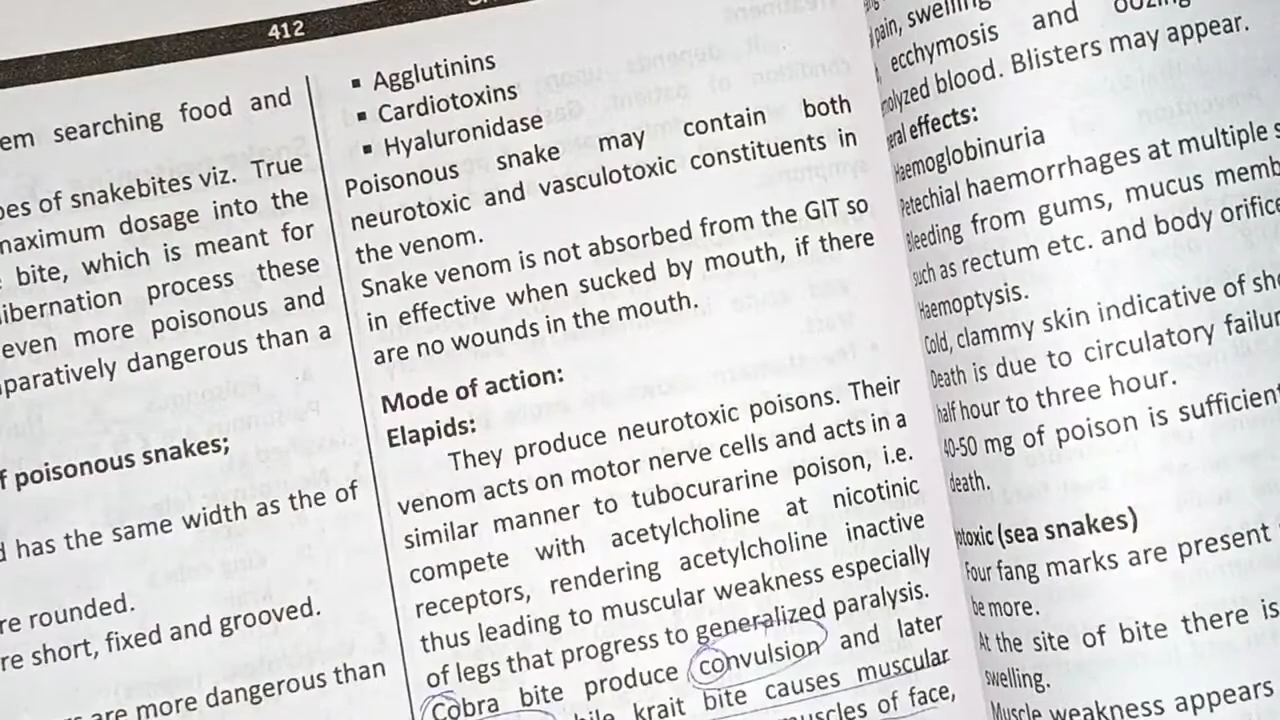 412
em searching food and
es of snakebites viz. True
maximum dosage into the
bite, which is meant for
hibernation process these
even more poisonous and
paratively dangerous than a
f poisonous snakes;
has the same width as the of
re rounded.
re short, fixed and grooved.
are more dangerous than
▪ Agglutinins
▪ Cardiotoxins
▪ Hyaluronidase
Poisonous snake may contain both
neurotoxic and vasculotoxic constituents in
the venom.
Snake venom is not absorbed from the GIT so
in effective when sucked by mouth, if there
are no wounds in the mouth.
Mode of action:
Elapids:
They produce neurotoxic poisons. Their
venom acts on motor nerve cells and acts in a
similar manner to tubocurarine poison, i.e.
compete with acetylcholine at nicotinic
receptors, rendering acetylcholine inactive
thus leading to muscular weakness especially
of legs that progress to generalized paralysis.
Cobra bite produce convulsion and later
krait bite causes muscular
muscles of face,
pain, swelling
ecchymosis and oozing
molyzed blood. Blisters may appear.
eral effects:
Haemoglobinuria
Petechial haemorrhages at multiple
Bleeding from gums, mucus memb
such as rectum etc. and body orifice
Haemoptysis.
Cold, clammy skin indicative of sho
Death is due to circulatory failur
half hour to three hour.
40-50 mg of poison is sufficient
death.
otoxic (sea snakes)
Four fang marks are present
be more.
At the site of bite there is
swelling.
Muscle weakness appears